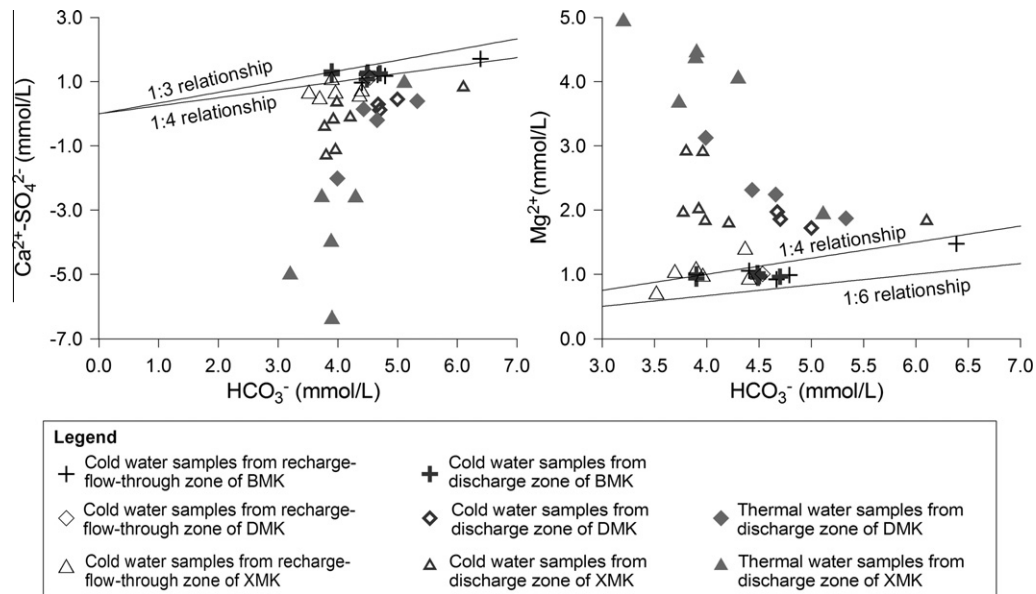 3.0
1.0
-1.0
-3.0
-5.0
-7.0
Ca²⁺-SO₄²⁻ (mmol/L)
1:3 relationship
1:4 relationship
0.0 1.0 2.0 3.0 4.0 5.0 6.0 7.0
HCO₃⁻ (mmol/L)
5.0
4.0
3.0
2.0
1.0
0.0
Mg²⁺(mmol/L)
1:4 relationship
1:6 relationship
3.0 3.5 4.0 4.5 5.0 5.5 6.0 6.5 7.0
HCO₃⁻ (mmol/L)
Legend
Cold water samples from recharge-
flow-through zone of BMK
Cold water samples from
discharge zone of BMK
Cold water samples from recharge-
flow-through zone of DMK
Cold water samples from
discharge zone of DMK
Thermal water samples from
discharge zone of DMK
Cold water samples from recharge-
flow-through zone of XMK
Cold water samples from
discharge zone of XMK
Thermal water samples from
discharge zone of XMK